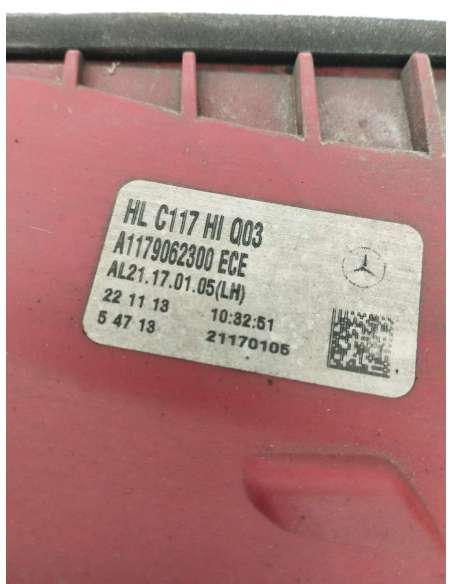 HL C117 HI Q03
A1179062300 ECE
AL21.17.01.05(LH)
22 11 13 10:32:51
5 47 13 21170105